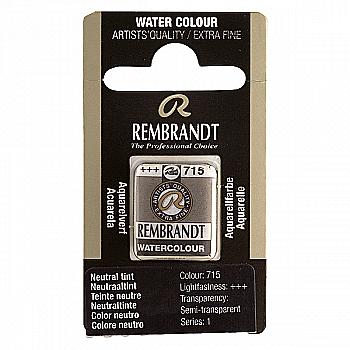 WATER COLOUR
ARTISTS'QUALITY / EXTRA FINE
R
REMBRANDT
The Professional Choice
Aquarelverf
Acuarela
+++ 715
ARTISTS QUALITY
R
EXTRA FINE
REMBRANDT
WATERCOLOUR
Aquarellfarbe
Aquarelle
Neutral tint
Neutraaltint
Teinte neutre
Neutraltinte
Color neutro
Colore neutro
Colour: 715
Lightfastness: +++
Transparency:
Semi-transparent
Series: 1